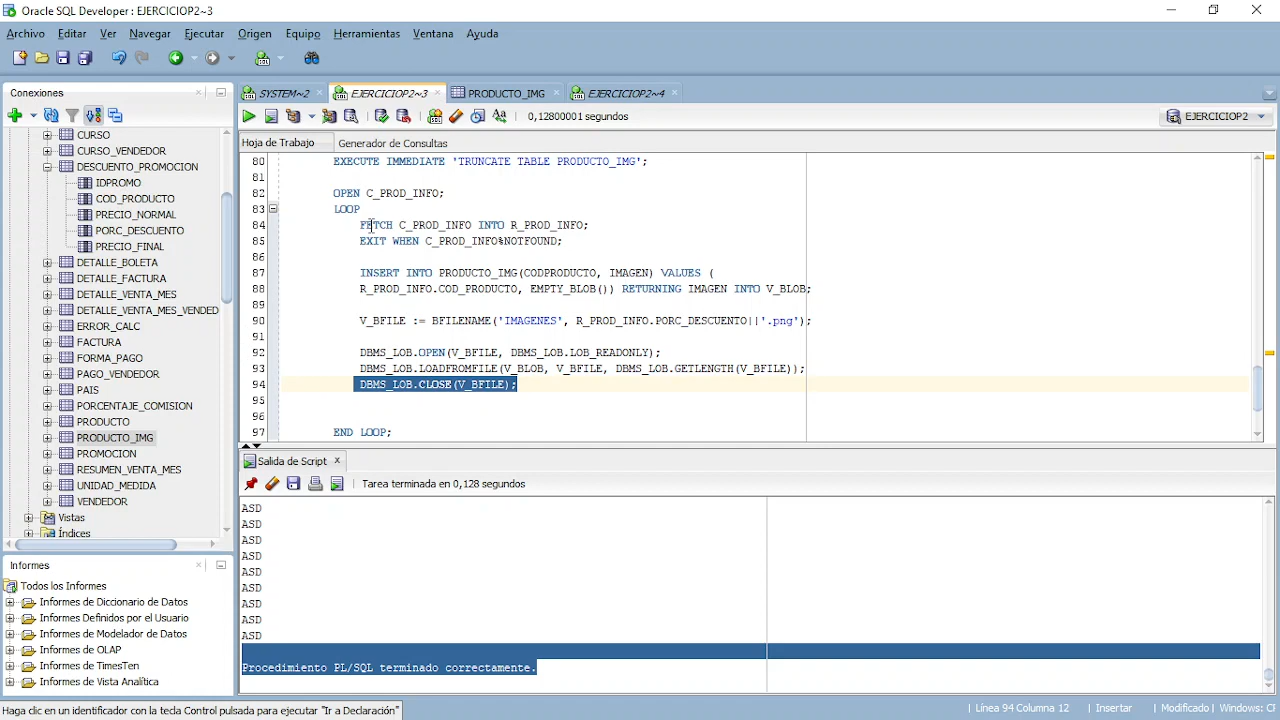 Oracle SQL Developer : EJERCICIOP2~3
Archivo Editar Ver Navegar Ejecutar Origen Equipo Herramientas Ventana Ayuda
Conexiones
CURSO
CURSO_VENDEDOR
DESCUENTO_PROMOCION
IDPROMO
COD_PRODUCTO
PRECIO_NORMAL
PORC_DESCUENTO
PRECIO_FINAL
DETALLE_BOLETA
DETALLE_FACTURA
DETALLE_VENTA_MES
DETALLE_VENTA_MES_VENDED
ERROR_CALC
FACTURA
FORMA_PAGO
PAGO_VENDEDOR
PAIS
PORCENTAJE_COMISION
PRODUCTO
PRODUCTO_IMG
PROMOCION
RESUMEN_VENTA_MES
UNIDAD_MEDIDA
VENDEDOR
Vistas
Índices
Informes
Todos los Informes
Informes de Diccionario de Datos
Informes Definidos por el Usuario
Informes de Modelador de Datos
Informes de OLAP
Informes de TimesTen
Informes de Vista Analítica
SYSTEM~2 EJERCICIOP2~3 PRODUCTO_IMG EJERCICIOP2~4
0,12800001 segundos EJERCICIOP2
Hoja de Trabajo Generador de Consultas
80 EXECUTE IMMEDIATE 'TRUNCATE TABLE PRODUCTO_IMG';
81
82 OPEN C_PROD_INFO;
83 LOOP
84 FETCH C_PROD_INFO INTO R_PROD_INFO;
85 EXIT WHEN C_PROD_INFO%NOTFOUND;
86
87 INSERT INTO PRODUCTO_IMG(CODPRODUCTO, IMAGEN) VALUES (
88 R_PROD_INFO.COD_PRODUCTO, EMPTY_BLOB()) RETURNING IMAGEN INTO V_BLOB;
89
90 V_BFILE := BFILENAME('IMAGENES', R_PROD_INFO.PORC_DESCUENTO||'.png');
91
92 DBMS_LOB.OPEN(V_BFILE, DBMS_LOB.LOB_READONLY);
93 DBMS_LOB.LOADFROMFILE(V_BLOB, V_BFILE, DBMS_LOB.GETLENGTH(V_BFILE));
94 DBMS_LOB.CLOSE(V_BFILE);
95
96
97 END LOOP;
Salida de Script
Tarea terminada en 0,128 segundos
ASD
ASD
ASD
ASD
ASD
ASD
ASD
ASD
ASD
Procedimiento PL/SQL terminado correctamente.
Haga clic en un identificador con la tecla Control pulsada para ejecutar "Ir a Declaración" Línea 94 Columna 12 Insertar Modificado Windows: CF